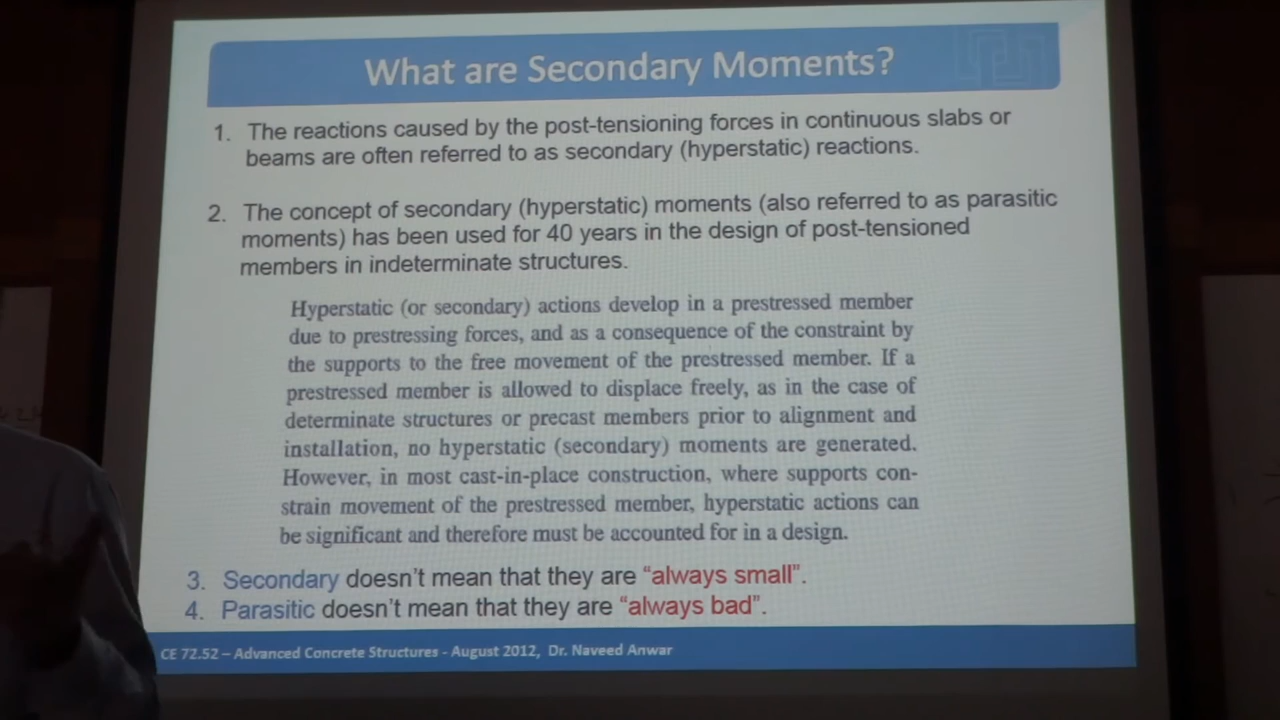 What are Secondary Moments?
1. The reactions caused by the post-tensioning forces in continuous slabs or
beams are often referred to as secondary (hyperstatic) reactions.
2. The concept of secondary (hyperstatic) moments (also referred to as parasitic
moments) has been used for 40 years in the design of post-tensioned
members in indeterminate structures.
Hyperstatic (or secondary) actions develop in a prestressed member
due to prestressing forces, and as a consequence of the constraint by
the supports to the free movement of the prestressed member. If a
prestressed member is allowed to displace freely, as in the case of
determinate structures or precast members prior to alignment and
installation, no hyperstatic (secondary) moments are generated.
However, in most cast-in-place construction, where supports con-
strain movement of the prestressed member, hyperstatic actions can
be significant and therefore must be accounted for in a design.
3. Secondary doesn't mean that they are “always small”.
4. Parasitic doesn't mean that they are “always bad”.
CE 72.52 – Advanced Concrete Structures - August 2012, Dr. Naveed Anwar